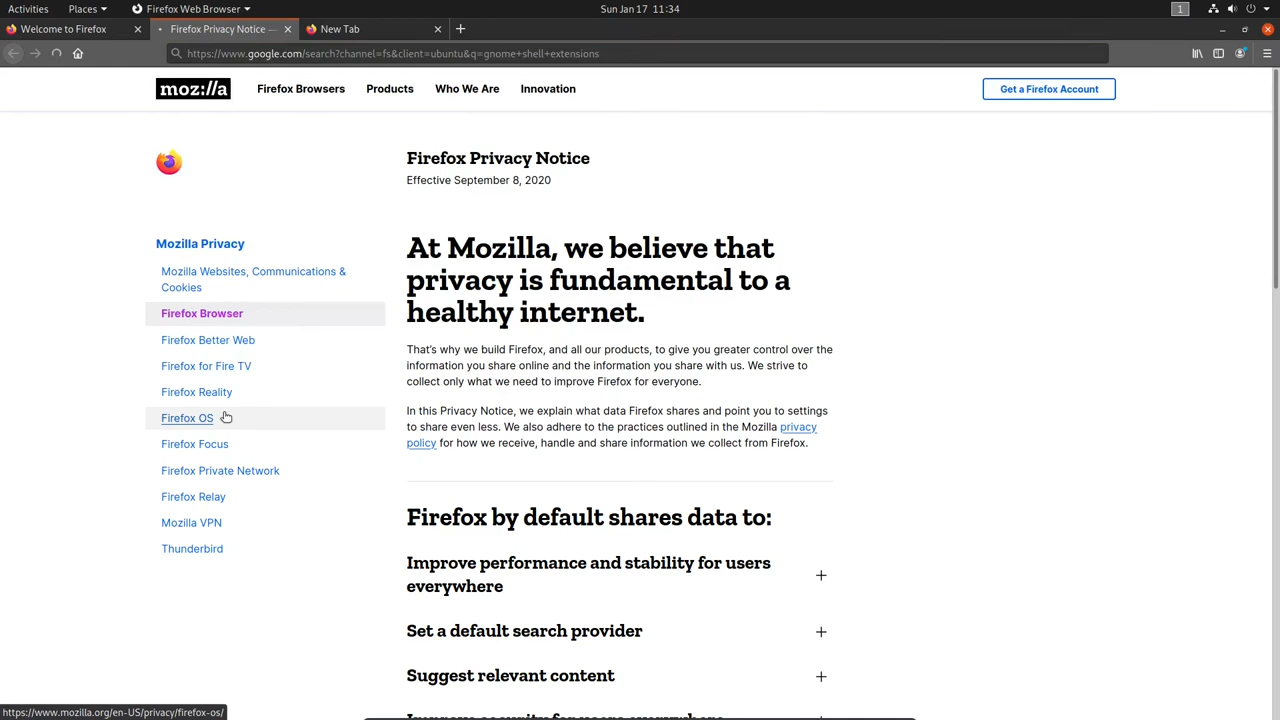 Activities Places Firefox Web Browser Sun Jan 17 11:34 1
Welcome to Firefox Firefox Privacy Notice — New Tab
https://www.google.com/search?channel=fs&client=ubuntu&q=gnome+shell+extensions
moz://a Firefox Browsers Products Who We Are Innovation Get a Firefox Account
Firefox Privacy Notice
Effective September 8, 2020
Mozilla Privacy
Mozilla Websites, Communications &
Cookies
Firefox Browser
Firefox Better Web
Firefox for Fire TV
Firefox Reality
Firefox OS
Firefox Focus
Firefox Private Network
Firefox Relay
Mozilla VPN
Thunderbird
At Mozilla, we believe that
privacy is fundamental to a
healthy internet.
That’s why we build Firefox, and all our products, to give you greater control over the
information you share online and the information you share with us. We strive to
collect only what we need to improve Firefox for everyone.
In this Privacy Notice, we explain what data Firefox shares and point you to settings
to share even less. We also adhere to the practices outlined in the Mozilla privacy
policy for how we receive, handle and share information we collect from Firefox.
Firefox by default shares data to:
Improve performance and stability for users
everywhere
Set a default search provider
Suggest relevant content
Improve security for users everywhere
https://www.mozilla.org/en-US/privacy/firefox-os/